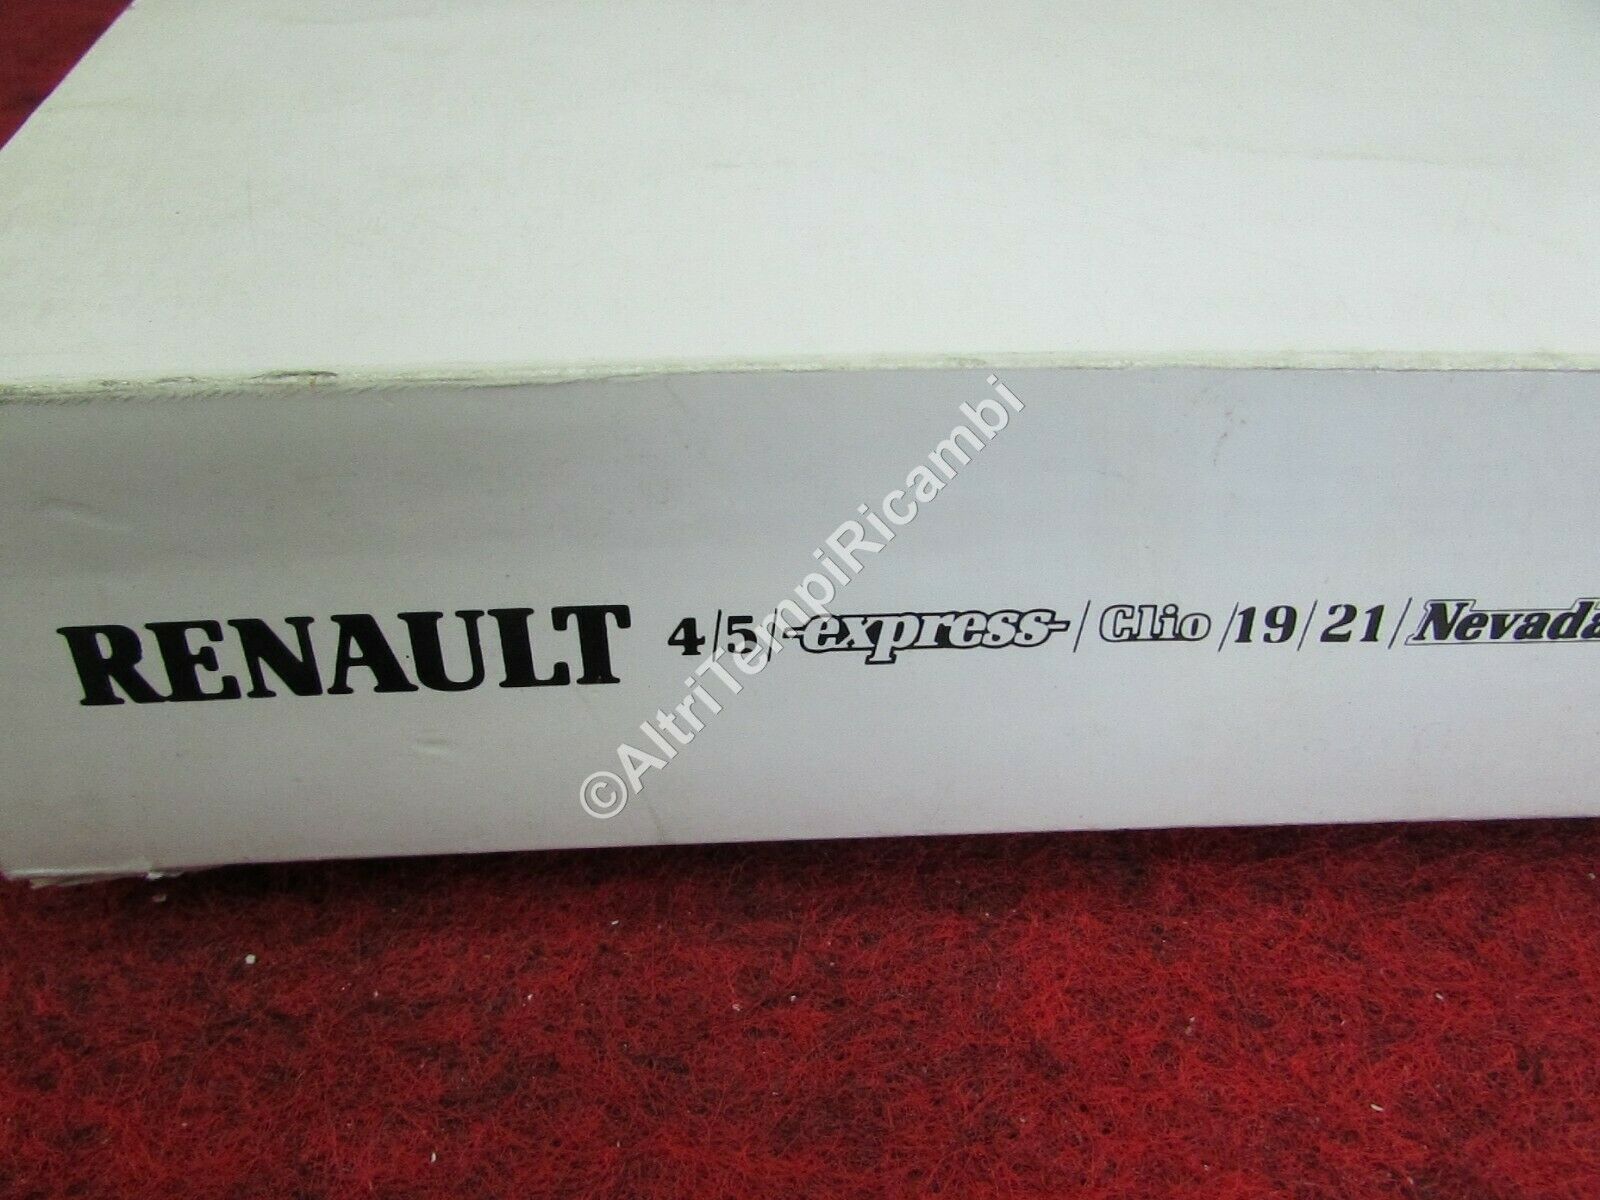 RENAULT 4/5/-express-/Clio/19/21/Nevada
©AltriTempiRicambi